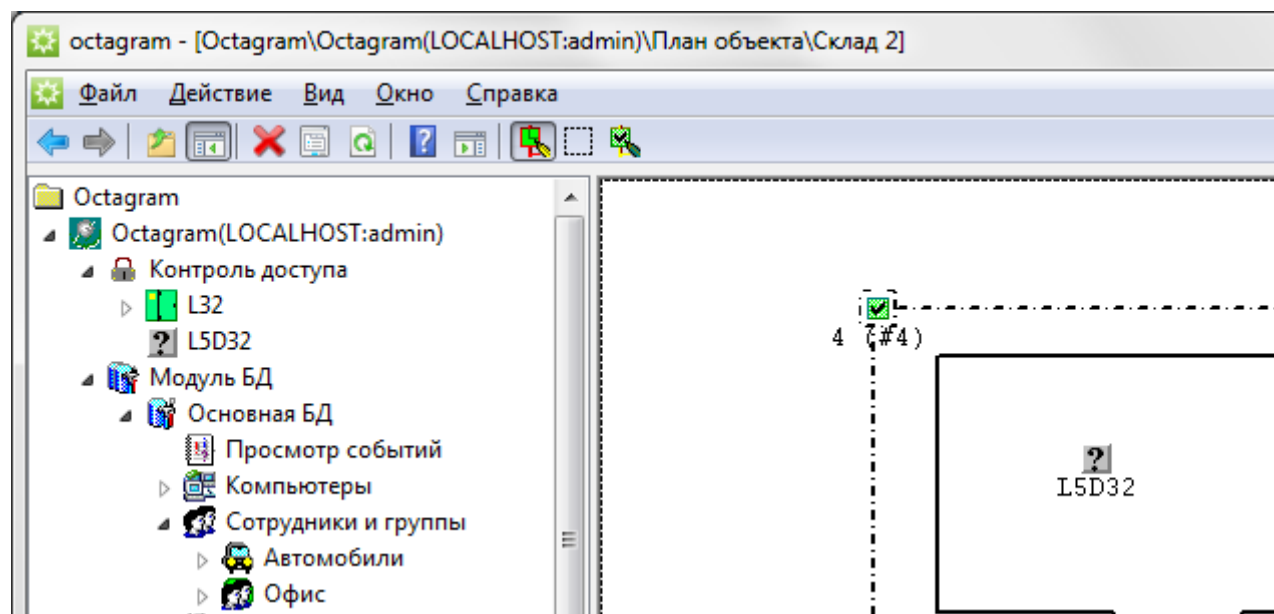 octagram - [Octagram\Octagram(LOCALHOST:admin)\План объекта\Склад 2]
Файл Действие Вид Окно Справка
Octagram
Octagram(LOCALHOST:admin)
Контроль доступа
L32
L5D32
Модуль БД
Основная БД
Просмотр событий
Компьютеры
Сотрудники и группы
Автомобили
Офис
4 (#4)
L5D32